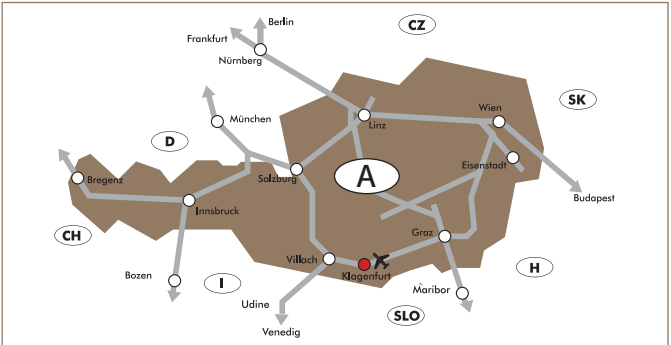 Berlin
CZ
Frankfurt
Nürnberg
SK
Wien
München
Linz
D
Eisenstadt
Salzburg
A
Bregenz
Budapest
Innsbruck
CH
Graz
Villach
H
Klagenfurt
Bozen
I
Maribor
Udine
SLO
Venedig